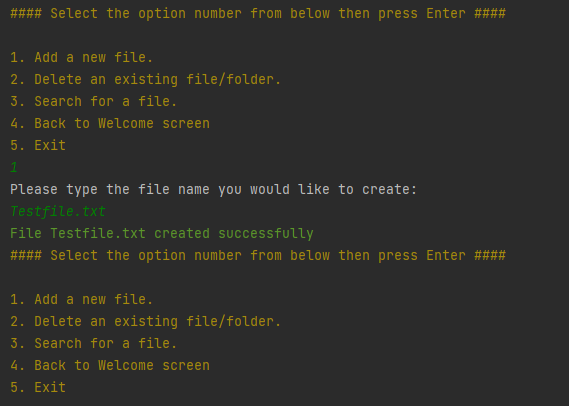 #### Select the option number from below then press Enter ####
1. Add a new file.
2. Delete an existing file/folder.
3. Search for a file.
4. Back to Welcome screen
5. Exit
1
Please type the file name you would like to create:
Testfile.txt
File Testfile.txt created successfully
#### Select the option number from below then press Enter ####
1. Add a new file.
2. Delete an existing file/folder.
3. Search for a file.
4. Back to Welcome screen
5. Exit